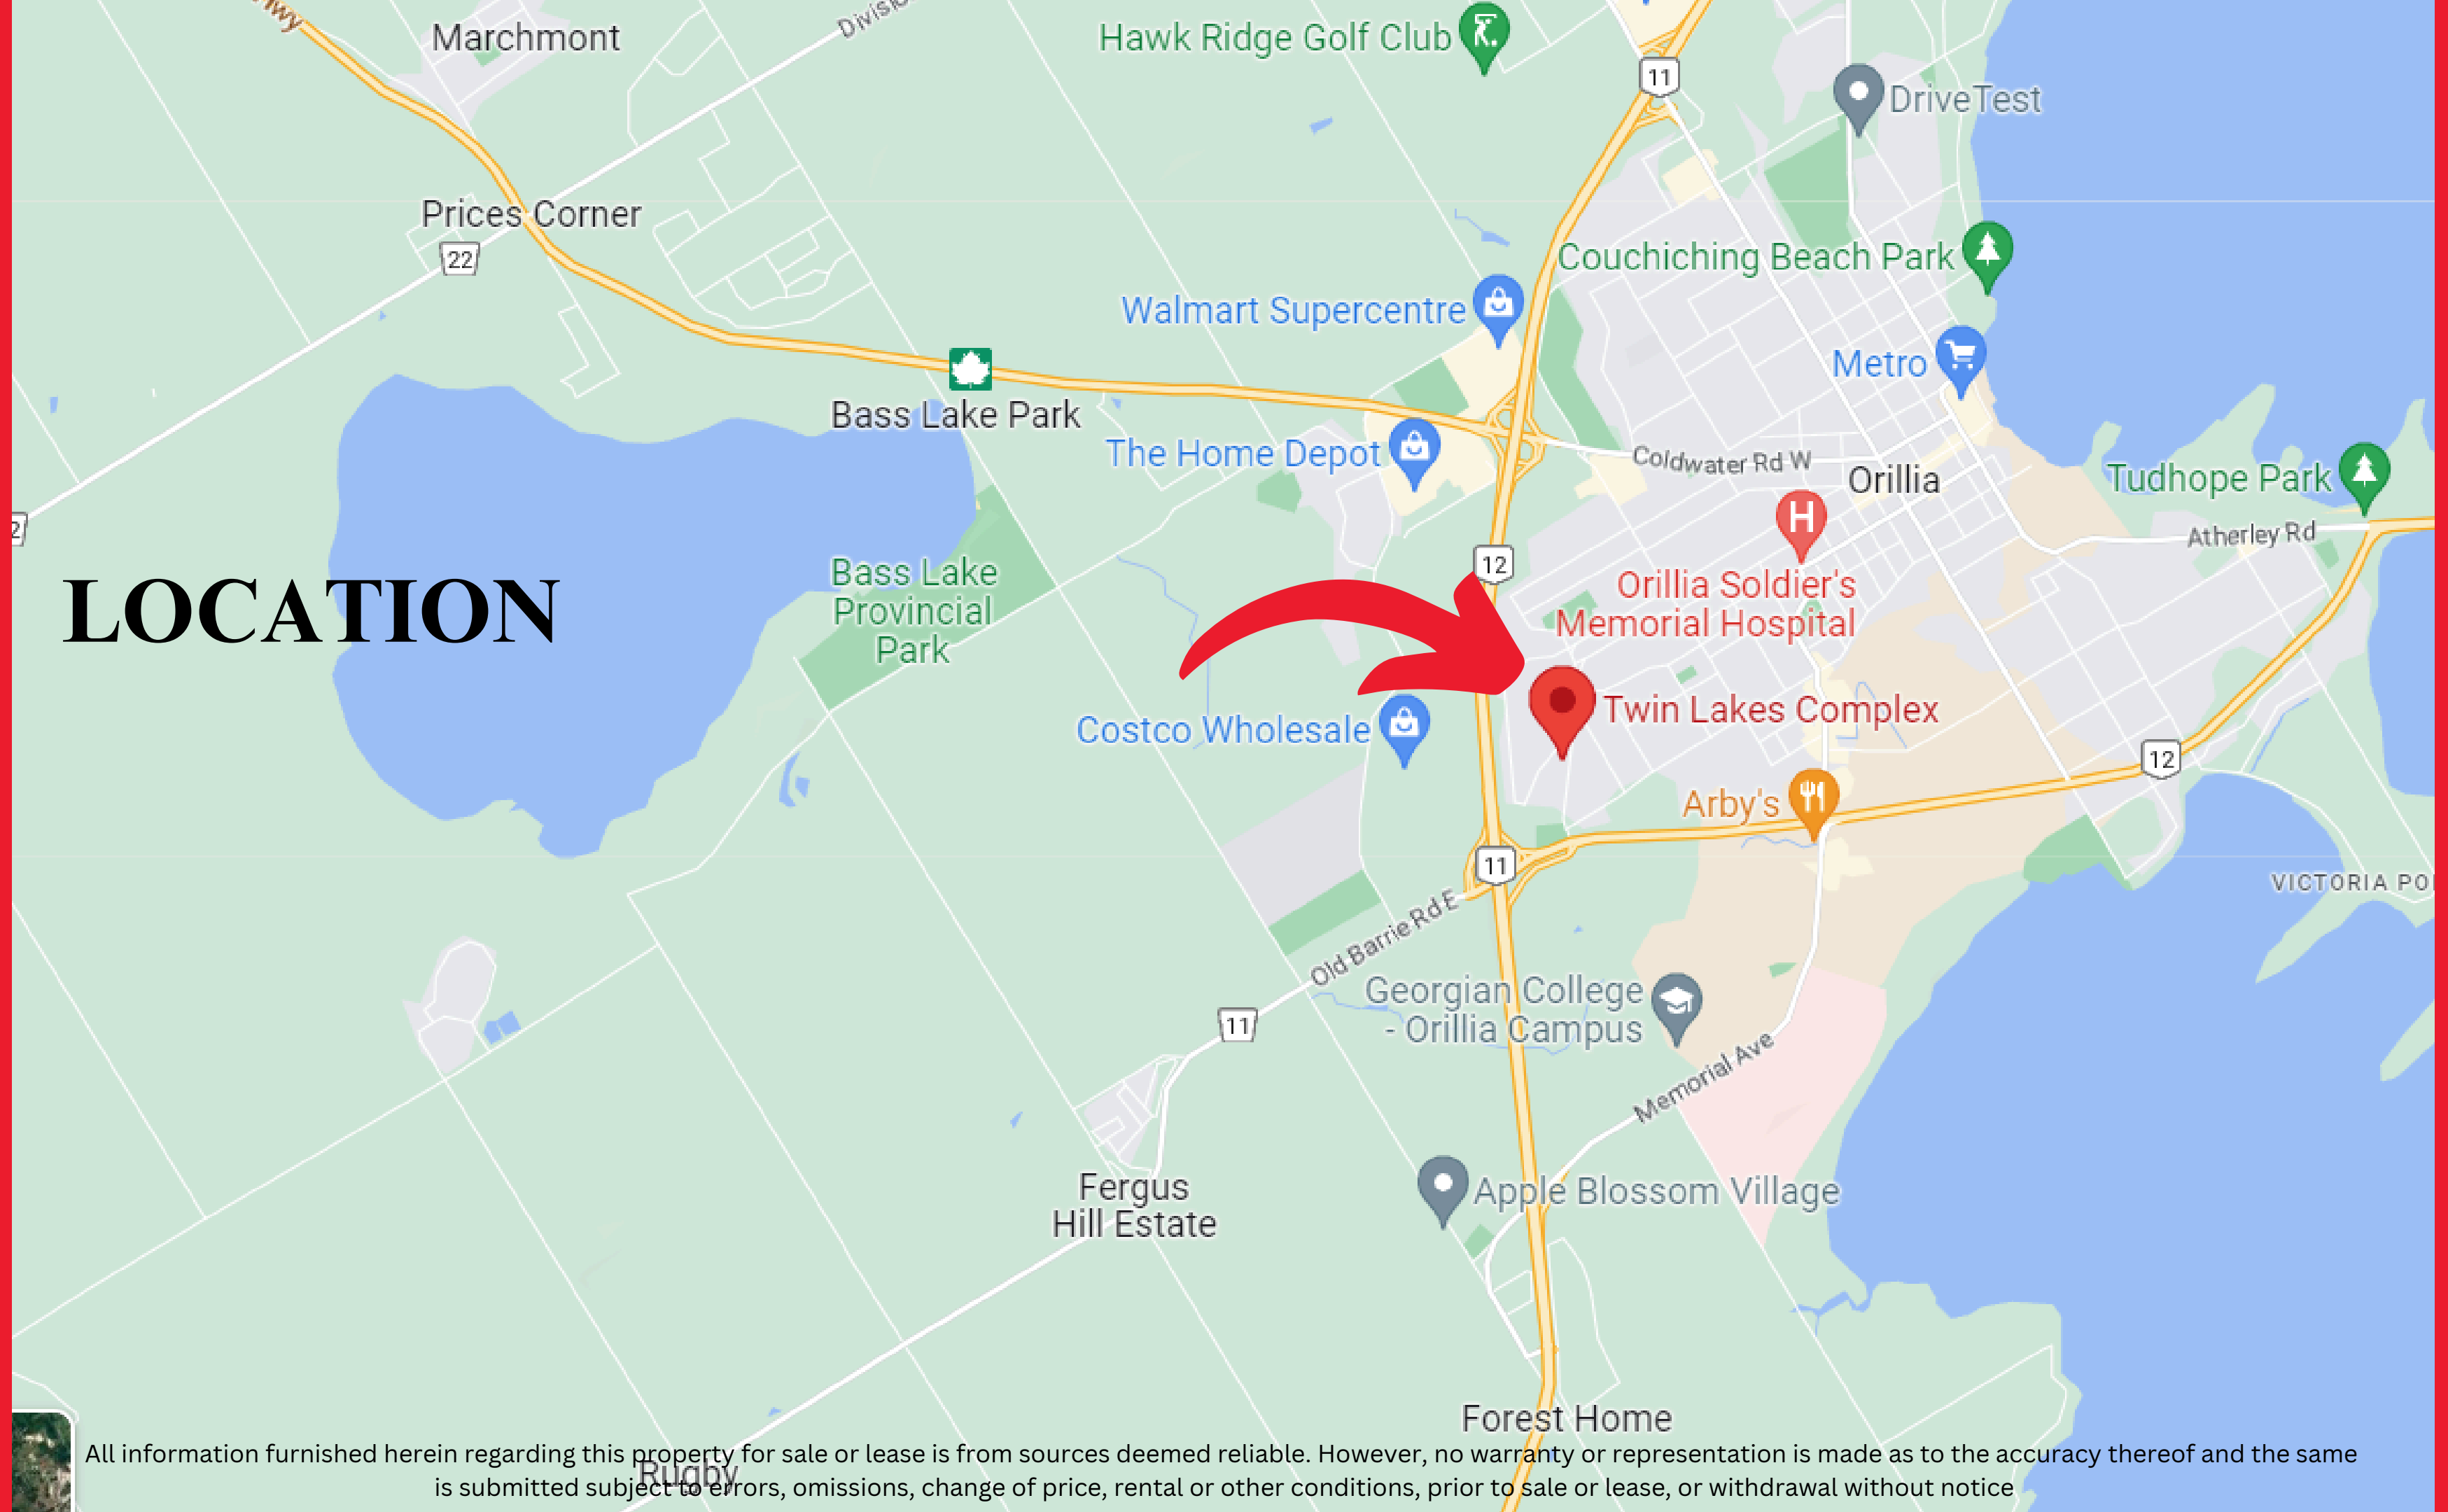 Hwy
Marchmont
Hawk Ridge Golf Club
11
DriveTest
Prices Corner
22
Couchiching Beach Park
Walmart Supercentre
Metro
Bass Lake Park
The Home Depot
Coldwater Rd W
Orillia
Tudhope Park
Atherley Rd
H
12
Bass Lake
Provincial
Park
LOCATION
Orillia Soldier's
Memorial Hospital
Twin Lakes Complex
Costco Wholesale
12
Arby's
11
Old Barrie Rd E
Georgian College
- Orillia Campus
11
Memorial Ave
Fergus
Hill Estate
Apple Blossom Village
Forest Home
Rugby
All information furnished herein regarding this property for sale or lease is from sources deemed reliable. However, no warranty or representation is made as to the accuracy thereof and the same
is submitted subject to errors, omissions, change of price, rental or other conditions, prior to sale or lease, or withdrawal without notice